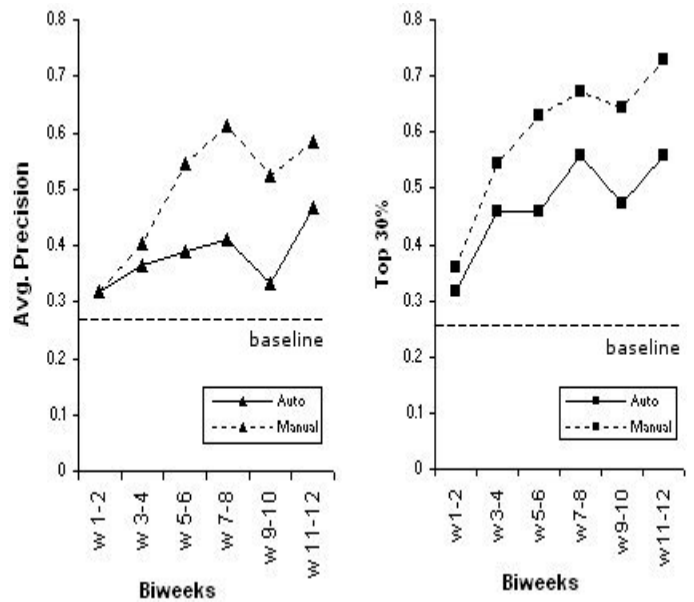 Avg. Precision
0.8
0.7
0.6
0.5
0.4
0.3
0.2
0.1
0
baseline
Auto
Manual
w 1-2
w 3-4
w 5-6
w 7-8
w 9-10
w 11-12
Biweeks
Top 30%
0.8
0.7
0.6
0.5
0.4
0.3
0.2
0.1
0
baseline
Auto
Manual
w1-2
w3-4
w5-6
w7-8
w9-10
w11-12
Biweeks